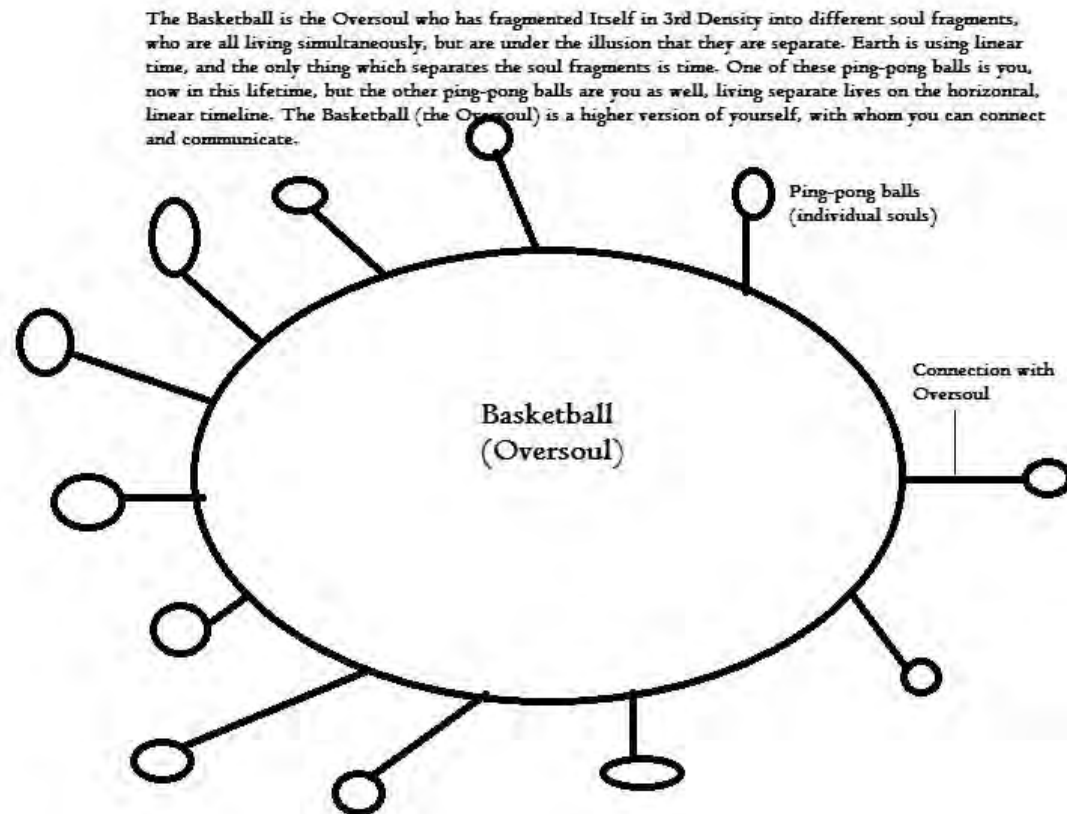 The Basketball is the Oversoul who has fragmented Itself in 3rd Density into different soul fragments,
who are all living simultaneously, but are under the illusion that they are separate. Earth is using linear
time, and the only thing which separates the soul fragments is time. One of these ping-pong balls is you,
now in this lifetime, but the other ping-pong balls are you as well, living separate lives on the horizontal,
linear timeline. The Basketball (the Oversoul) is a higher version of yourself, with whom you can connect
and communicate.
Ping-pong balls
(individual souls)
Connection with
Oversoul
Basketball
(Oversoul)